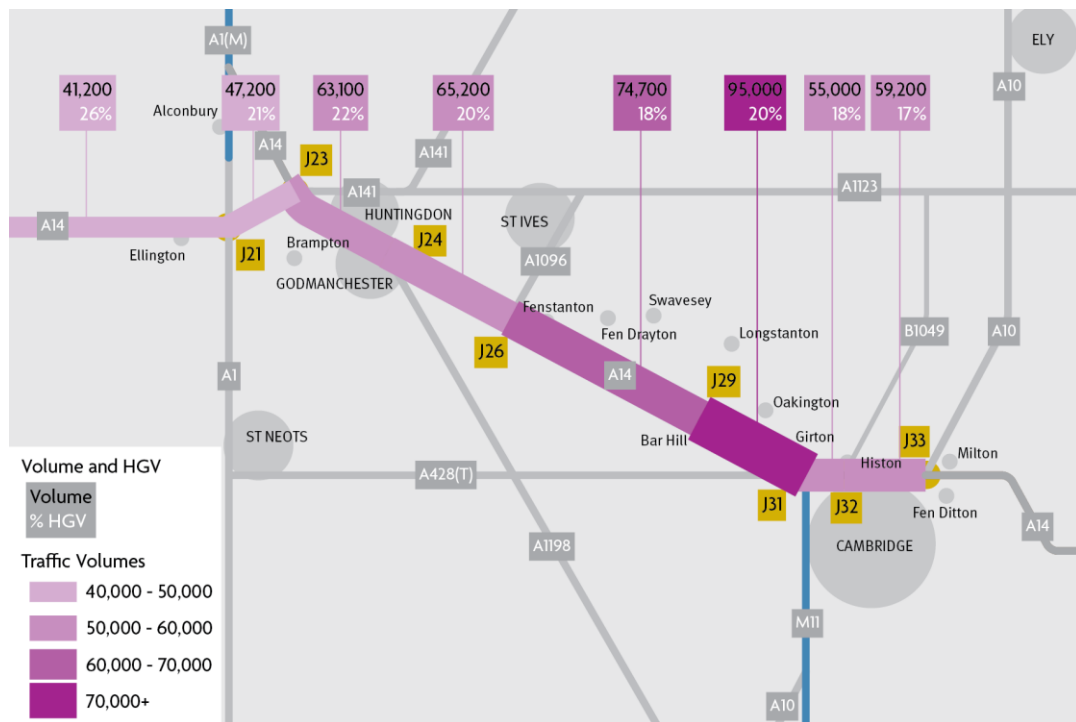 ELY
A1(M)
A10
41,200
26%
47,200
21%
63,100
22%
65,200
20%
74,700
18%
95,000
20%
55,000
18%
59,200
17%
Alconbury
A14
A141
J23
A141
A1123
HUNTINGDON
ST IVES
A14
J24
Ellington
J21
Brampton
A1096
GODMANCHESTER
Fenstanton
Swavesey
Fen Drayton
Longstanton
B1049
A10
J26
A1
A14
J29
Oakington
Bar Hill
Girton
ST NEOTS
J33
Histon
Milton
A428(T)
J31
J32
Fen Ditton
A14
CAMBRIDGE
A1198
M11
A10
Volume and HGV
Volume
% HGV
Traffic Volumes
40,000 - 50,000
50,000 - 60,000
60,000 - 70,000
70,000+